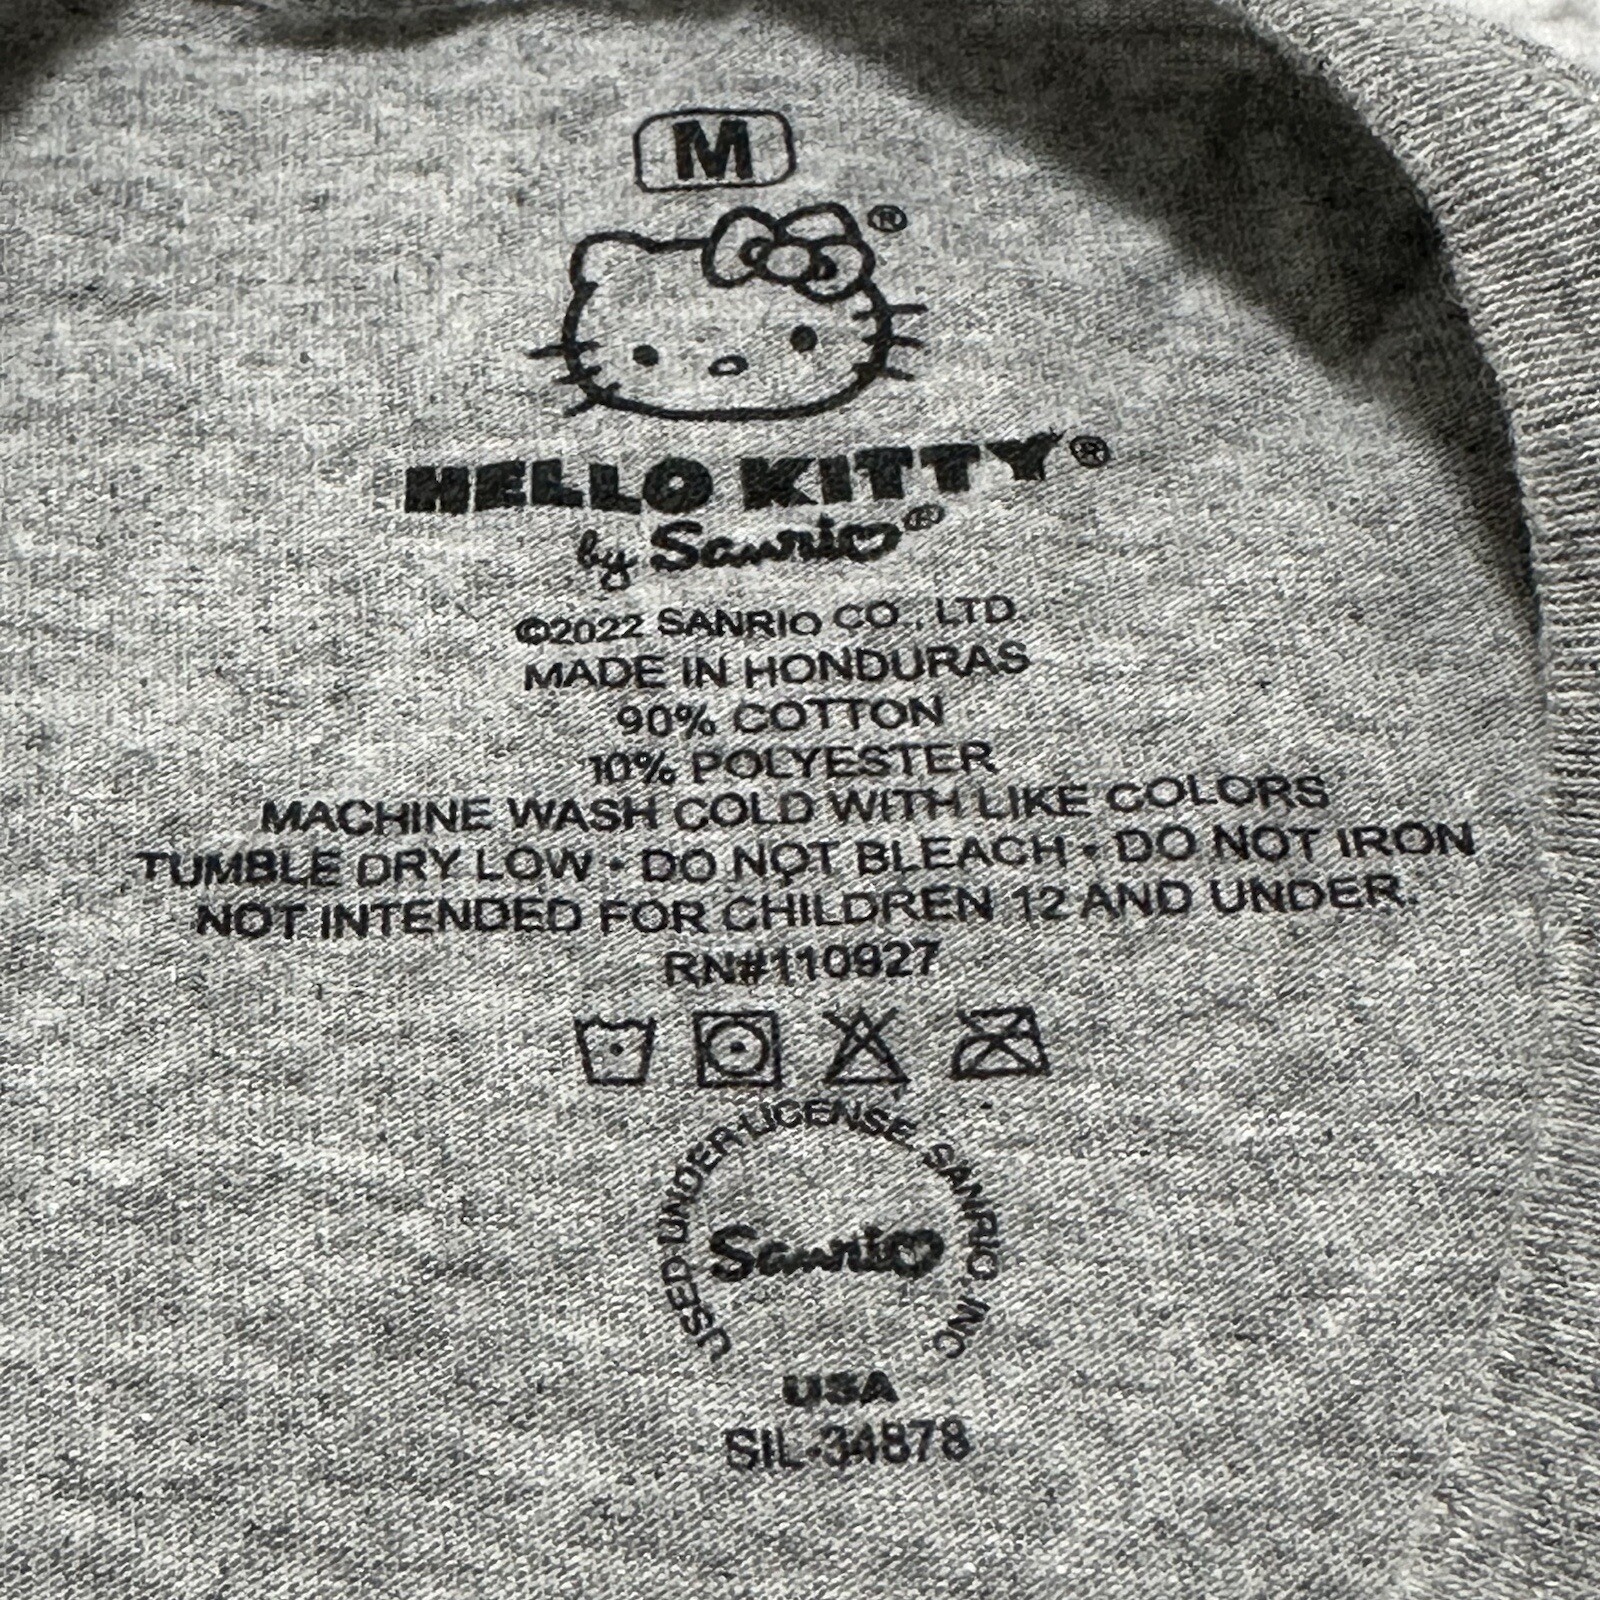 M
®
HELLO KITTY®
by Sanrio®
©2022 SANRIO CO., LTD.
MADE IN HONDURAS
90% COTTON
10% POLYESTER
MACHINE WASH COLD WITH LIKE COLORS
TUMBLE DRY LOW • DO NOT BLEACH • DO NOT IRON
NOT INTENDED FOR CHILDREN 12 AND UNDER.
RN#110927
USED UNDER LICENSE, SANRIO, INC
Sanrio
USA
SIL-34878